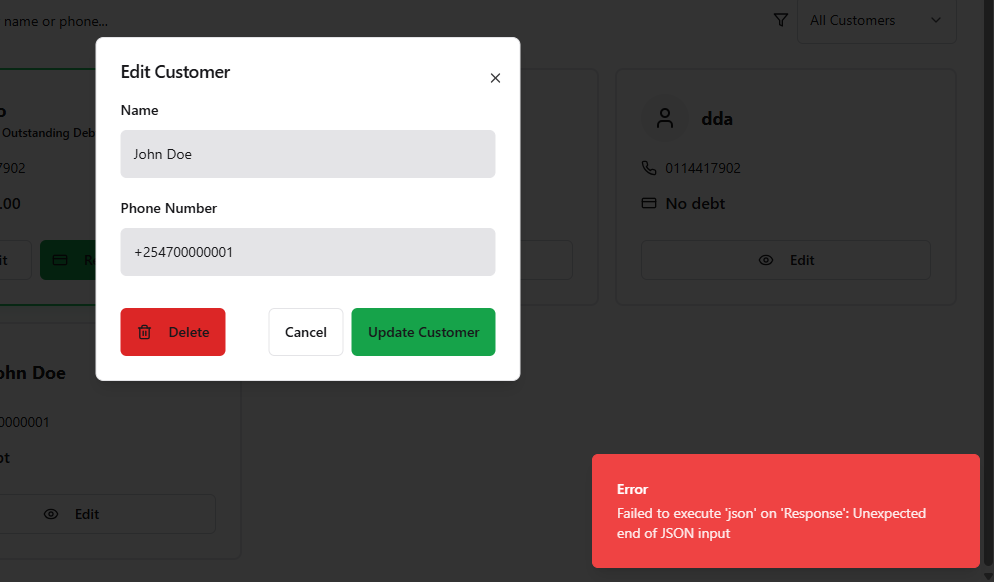 name or phone...
All Customers
Edit Customer
Name
John Doe
Phone Number
+254700000001
Delete
Cancel
Update Customer
Outstanding Deb
7902
.00
dda
0114417902
No debt
Edit
ohn Doe
0000001
Edit
Error
Failed to execute 'json' on 'Response': Unexpected
end of JSON input